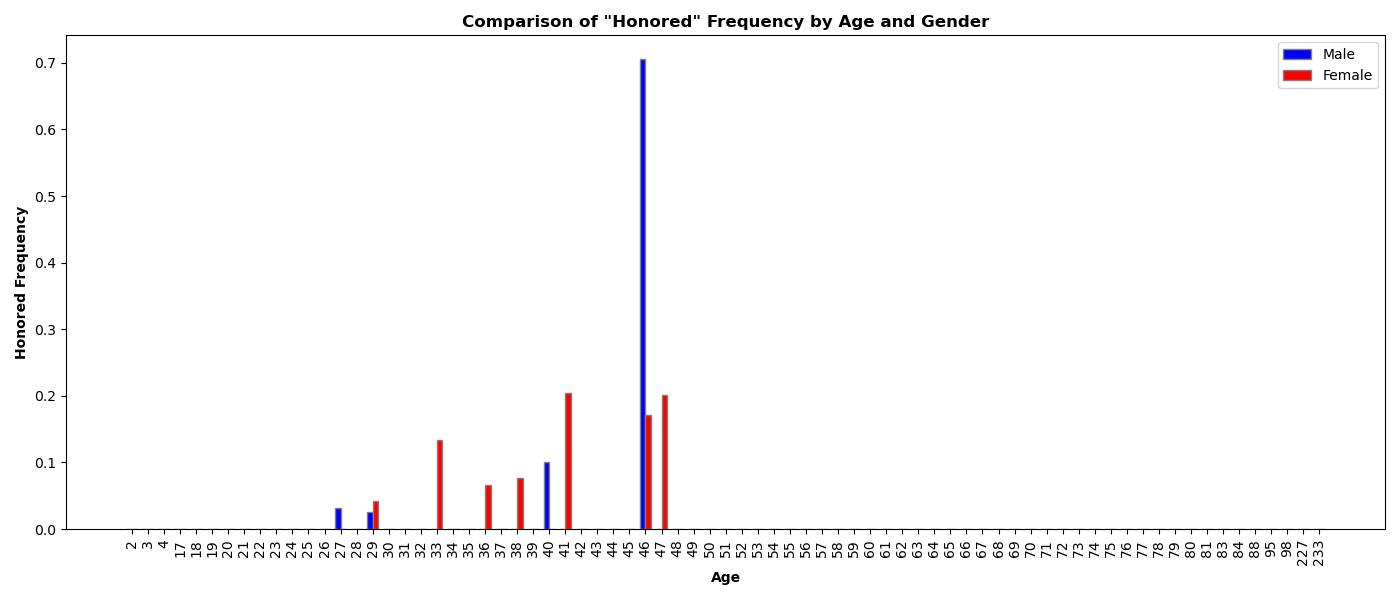 Comparison of "Honored" Frequency by Age and Gender
Male
Female
0.7
0.6
0.5
0.4
0.3
0.2
0.1
0.0
Honored Frequency
2 3 4 17 18 19 20 21 22 23 24 25 26 27 28 29 30 31 32 33 34 35 36 37 38 39 40 41 42 43 44 45 46 47 48 49 50 51 52 53 54 55 56 57 58 59 60 61 62 63 64 65 66 67 68 69 70 71 72 73 74 75 76 77 78 79 80 81 83 84 88 95 98 227 233
Age